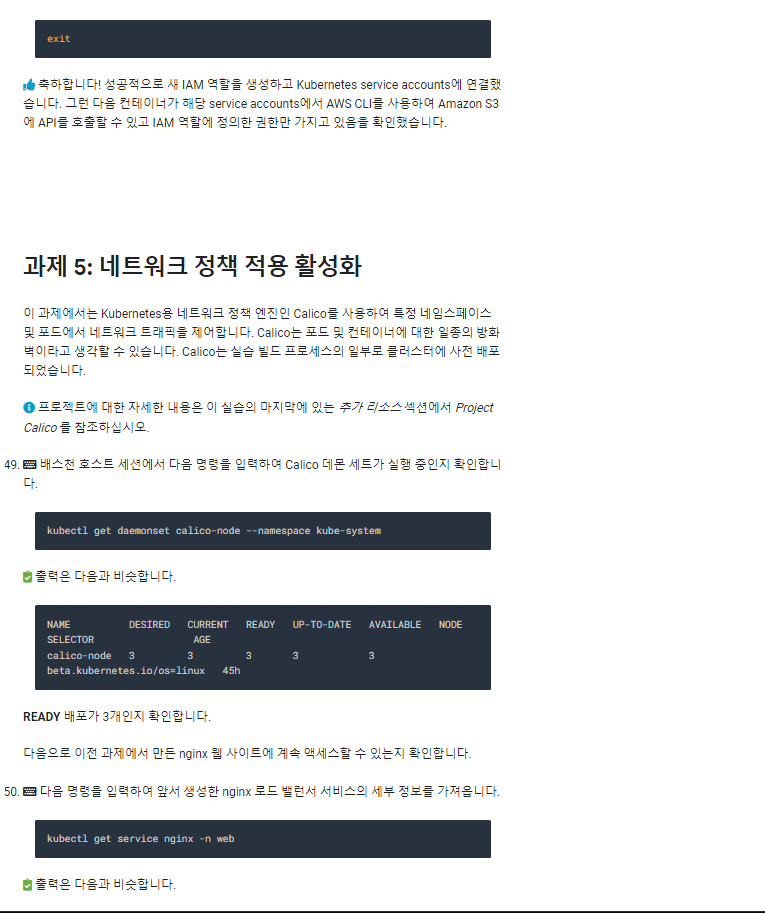 exit
축하합니다! 성공적으로 새 IAM 역할을 생성하고 Kubernetes service accounts에 연결했
습니다. 그런 다음 컨테이너가 해당 service accounts에서 AWS CLI를 사용하여 Amazon S3
에 API를 호출할 수 있고 IAM 역할에 정의한 권한만 가지고 있음을 확인했습니다.
과제 5: 네트워크 정책 적용 활성화
이 과제에서는 Kubernetes용 네트워크 정책 엔진인 Calico를 사용하여 특정 네임스페이스
및 포드에서 네트워크 트래픽을 제어합니다. Calico는 포드 및 컨테이너에 대한 일종의 방화
벽이라고 생각할 수 있습니다. Calico는 실습 빌드 프로세스의 일부로 클러스터에 사전 배포
되었습니다.
프로젝트에 대한 자세한 내용은 이 실습의 마지막에 있는 추가 리소스 섹션에서 Project
Calico 를 참조하십시오.
49. 배스천 호스트 세션에서 다음 명령을 입력하여 Calico 데몬 세트가 실행 중인지 확인합니
다.
kubectl get daemonset calico-node --namespace kube-system
출력은 다음과 비슷합니다.
NAME DESIRED CURRENT READY UP-TO-DATE AVAILABLE NODE
SELECTOR AGE
calico-node 3 3 3 3 3
beta.kubernetes.io/os=linux 45h
READY 배포가 3개인지 확인합니다.
다음으로 이전 과제에서 만든 nginx 웹 사이트에 계속 액세스할 수 있는지 확인합니다.
50. 다음 명령을 입력하여 앞서 생성한 nginx 로드 밸런서 서비스의 세부 정보를 가져옵니다.
kubectl get service nginx -n web
출력은 다음과 비슷합니다.